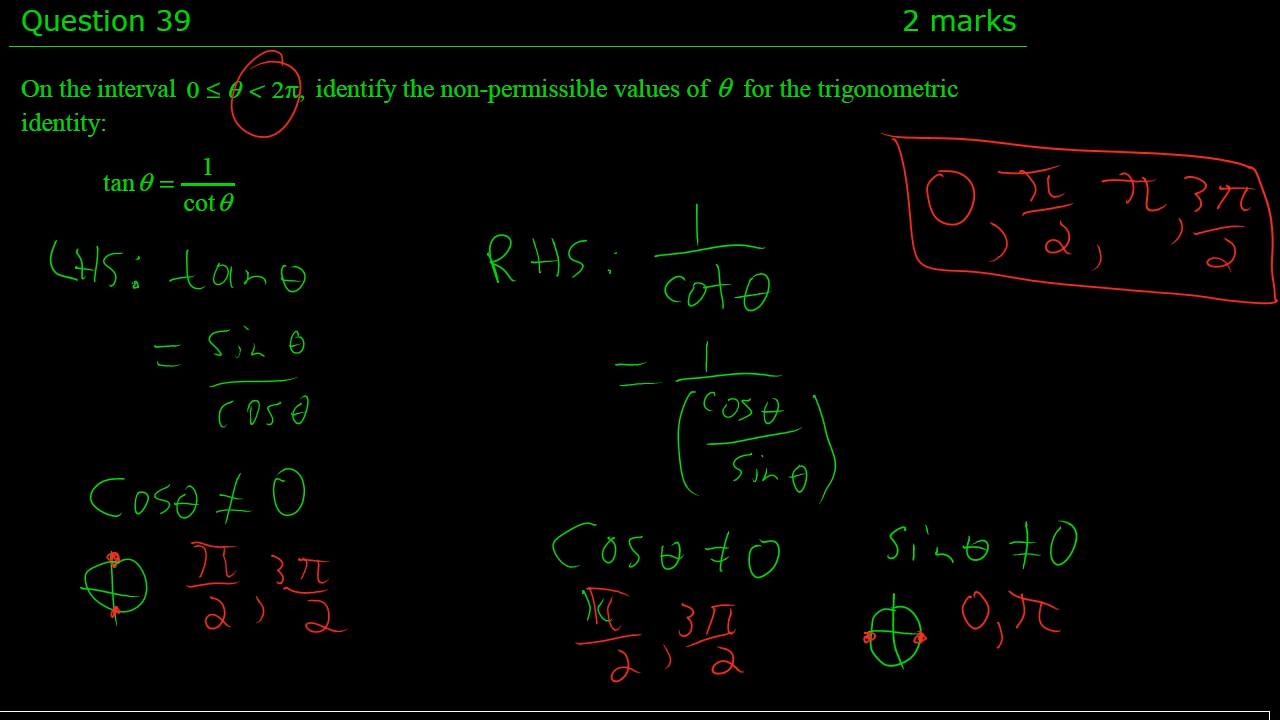 Question 39 2 marks
On the interval 0 ≤ θ < 2π, identify the non-permissible values of θ for the trigonometric
identity:
tan θ = 1/cot θ
0, π/2, π, 3π/2
LHS: tan θ
= sin θ/cos θ
cos θ ≠ 0
π/2, 3π/2
RHS: 1/cot θ
= 1/(cos θ/sin θ)
cos θ ≠ 0
π/2, 3π/2
sin θ ≠ 0
0, π